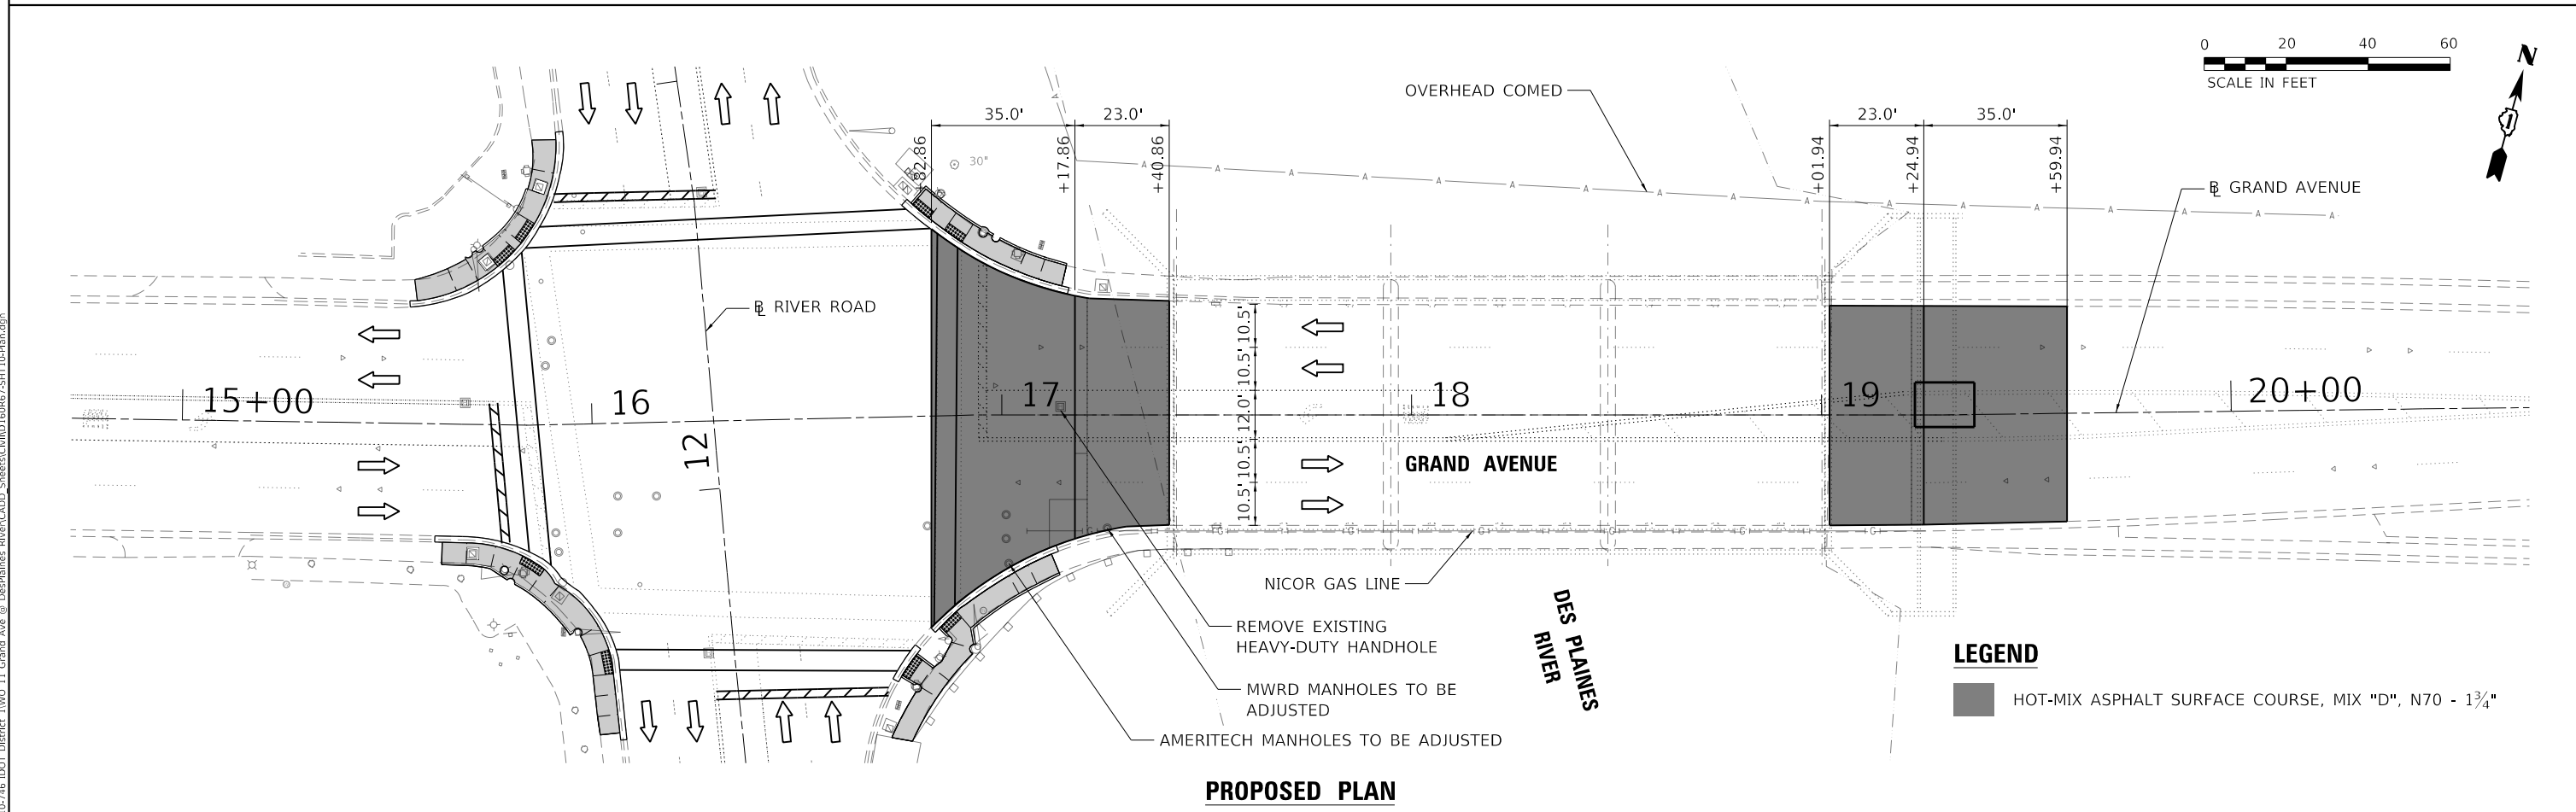 0 20 40 60
SCALE IN FEET
N
1
OVERHEAD COMED
35.0' 23.0'
+82.86
+17.86
+40.86
30"
23.0' 35.0'
+01.94
+24.94
+59.94
℄ GRAND AVENUE
℄ RIVER ROAD
15+00
16
17
18
19
20+00
12
10.5' 10.5' 12.0' 10.5' 10.5'
GRAND AVENUE
NICOR GAS LINE
DES PLAINES
RIVER
REMOVE EXISTING
HEAVY-DUTY HANDHOLE
MWRD MANHOLES TO BE
ADJUSTED
AMERITECH MANHOLES TO BE ADJUSTED
LEGEND
HOT-MIX ASPHALT SURFACE COURSE, MIX "D", N70 - 1¾"
PROPOSED PLAN